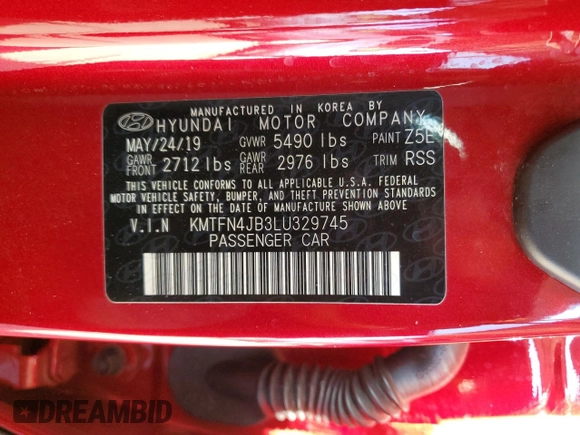 MANUFACTURED IN KOREA BY
HYUNDAI MOTOR COMPANY
MAY/24/19 GVWR 5490 lbs PAINT Z5E
GAWR FRONT 2712 lbs GAWR REAR 2976 lbs TRIM RSS
THIS VEHICLE CONFORMS TO ALL APPLICABLE U.S.A. FEDERAL
MOTOR VEHICLE SAFETY, BUMPER, AND THEFT PREVENTION STANDARDS
IN EFFECT ON THE DATE OF MANUFACTURE SHOWN ABOVE.
V.I.N KMTFN4JB3LU329745
PASSENGER CAR
DREAMBID